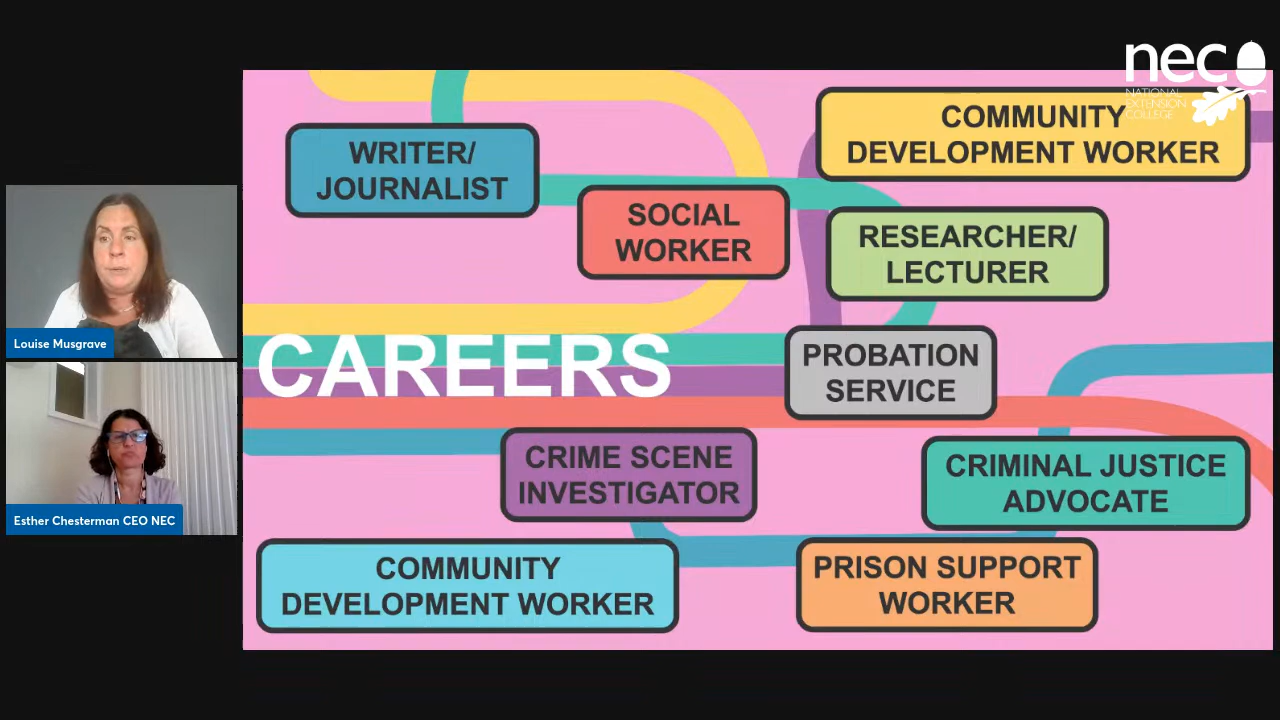 nec
NATIONAL
EXTENSION
COLLEGE
COMMUNITY
DEVELOPMENT WORKER
WRITER/
JOURNALIST
SOCIAL
WORKER
RESEARCHER/
LECTURER
CAREERS
PROBATION
SERVICE
Louise Musgrave
CRIME SCENE
INVESTIGATOR
CRIMINAL JUSTICE
ADVOCATE
Esther Chesterman CEO NEC
COMMUNITY
DEVELOPMENT WORKER
PRISON SUPPORT
WORKER